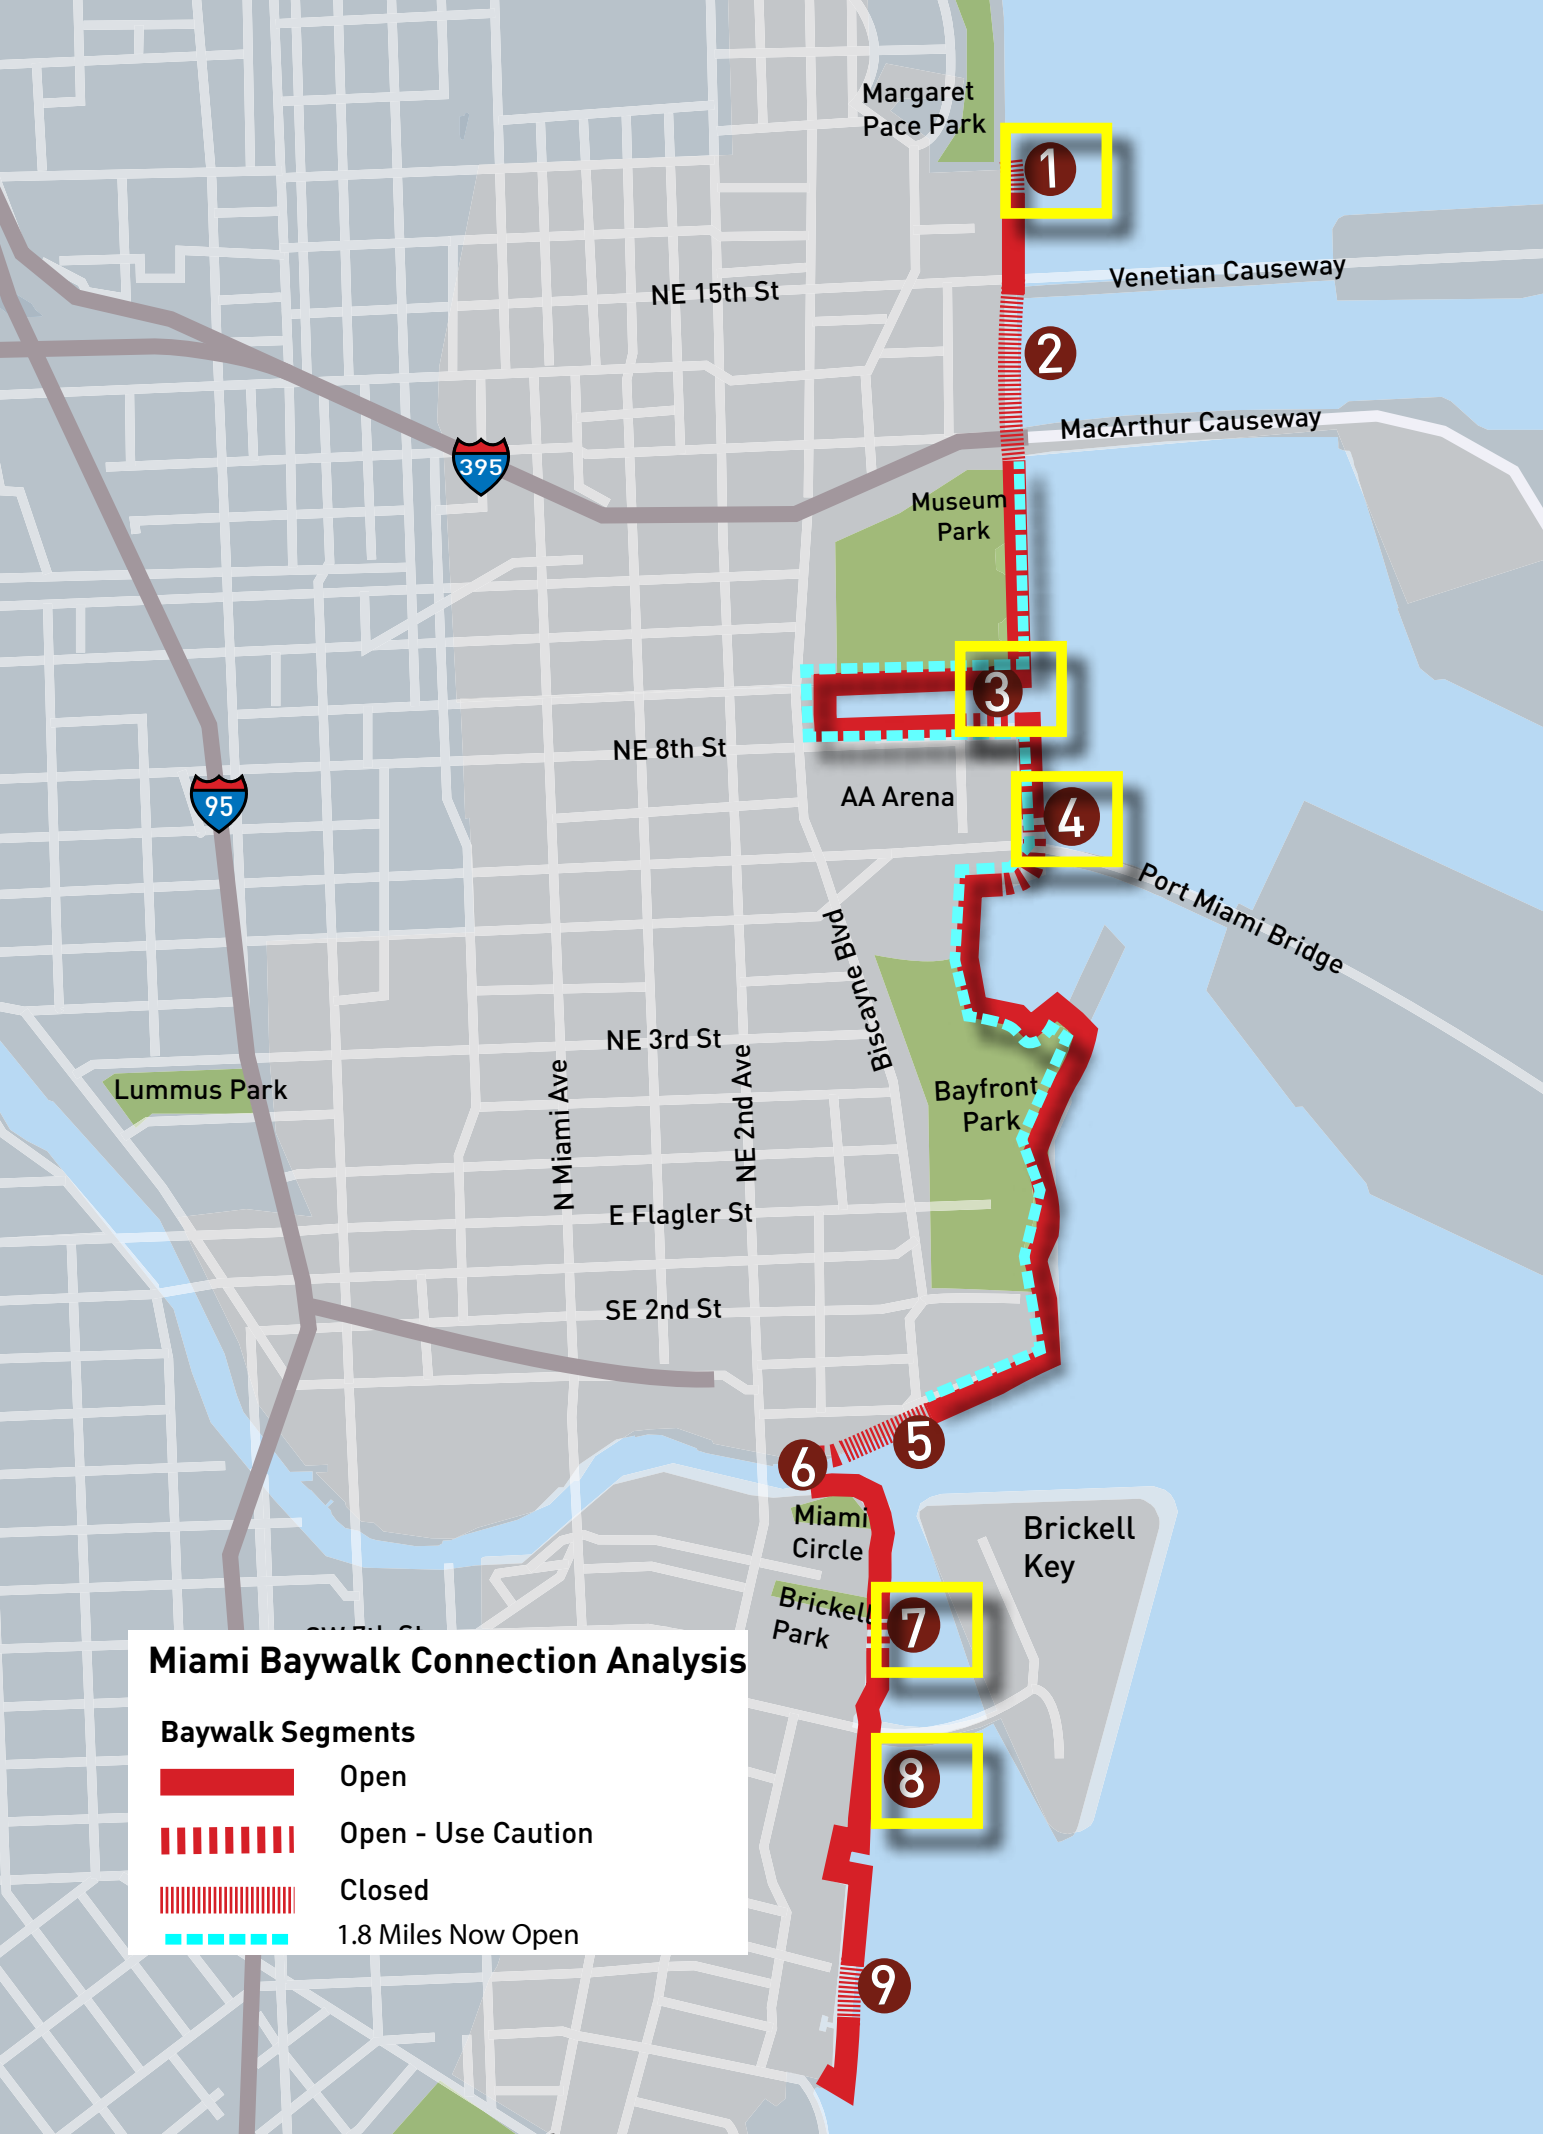 Margaret
Pace Park
1
Venetian Causeway
NE 15th St
2
MacArthur Causeway
395
Museum
Park
3
NE 8th St
95
AA Arena
4
Port Miami Bridge
Biscayne Blvd
NE 3rd St
N Miami Ave
NE 2nd Ave
Lummus Park
Bayfront
Park
E Flagler St
SE 2nd St
5
6
Miami
Circle
Brickell
Key
Brickell
Park
7
8
9
Miami Baywalk Connection Analysis
Baywalk Segments
Open
Open - Use Caution
Closed
1.8 Miles Now Open